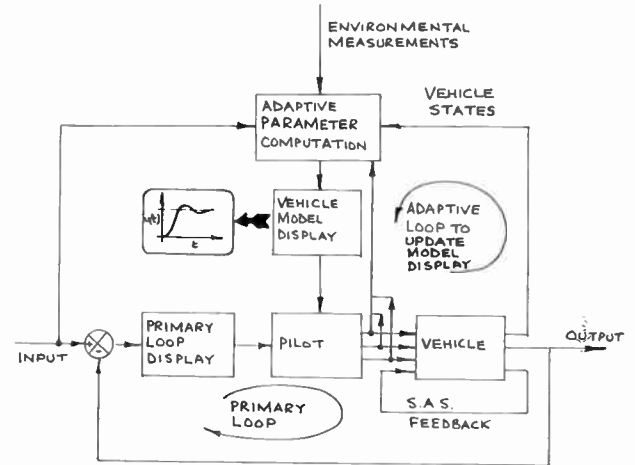 ENVIRONMENTAL
MEASUREMENTS
ADAPTIVE
PARAMETER
COMPUTATION
VEHICLE
STATES
VEHICLE
MODEL
DISPLAY
t
ADAPTIVE
LOOP TO
UPDATE
MODEL
DISPLAY
INPUT
+
-
PRIMARY
LOOP
DISPLAY
PILOT
VEHICLE
OUTPUT
PRIMARY
LOOP
S.A.S.
FEEDBACK